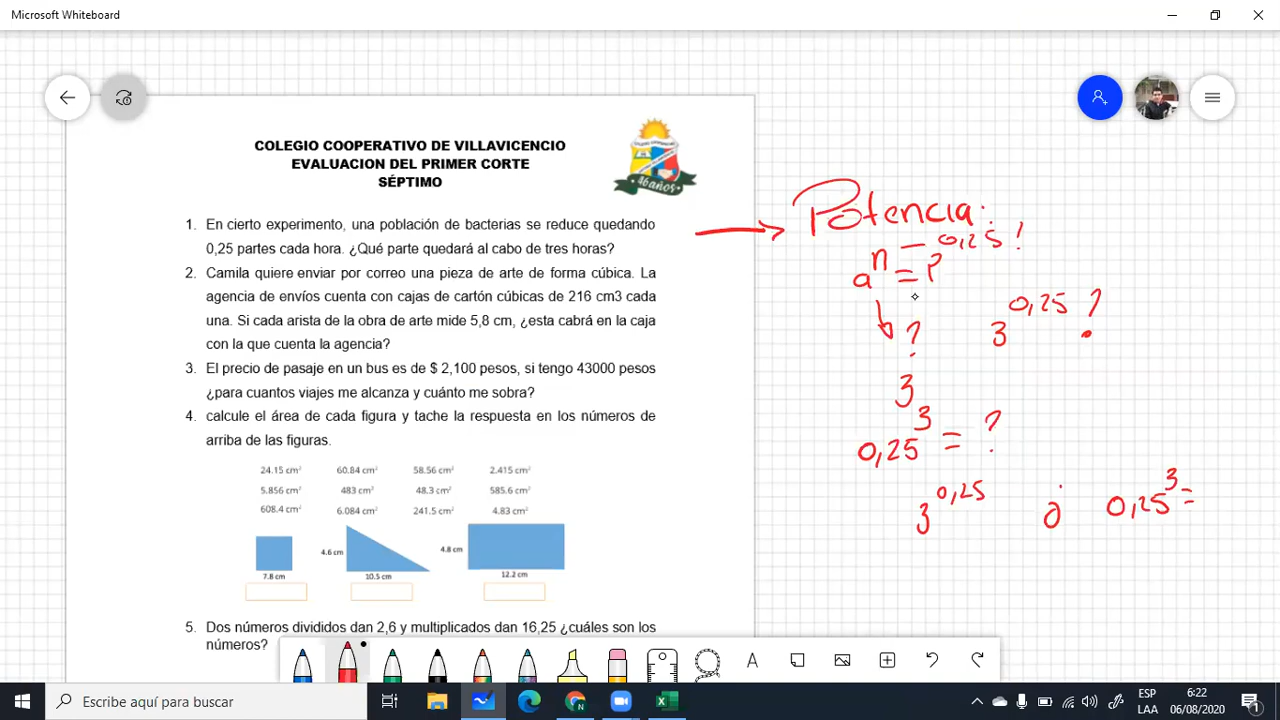 Microsoft Whiteboard
COLEGIO COOPERATIVO DE VILLAVICENCIO
EVALUACION DEL PRIMER CORTE
SÉPTIMO
46 años
1. En cierto experimento, una población de bacterias se reduce quedando
0,25 partes cada hora. ¿Qué parte quedará al cabo de tres horas?
2. Camila quiere enviar por correo una pieza de arte de forma cúbica. La
agencia de envíos cuenta con cajas de cartón cúbicas de 216 cm3 cada
una. Si cada arista de la obra de arte mide 5,8 cm, ¿esta cabrá en la caja
con la que cuenta la agencia?
3. El precio de pasaje en un bus es de $ 2,100 pesos, si tengo 43000 pesos
¿para cuantos viajes me alcanza y cuánto me sobra?
4. calcule el área de cada figura y tache la respuesta en los números de
arriba de las figuras.
24.15 cm² 60.84 cm² 58.56 cm² 2.415 cm²
5.856 cm² 483 cm² 48.3 cm² 585.6 cm²
608.4 cm² 6.084 cm² 241.5 cm² 4.83 cm²
4.6 cm 4.8 cm
7.8 cm 10.5 cm 12.2 cm
5. Dos números divididos dan 2,6 y multiplicados dan 16,25 ¿cuáles son los
números?
Potencia:
— 0,25 !
aⁿ = ?
? 3^0,25 ?
3
0,25³ = ?
3^0,25 ó 0,25³ =
A
Escribe aquí para buscar
ESP 6:22
LAA 06/08/2020
1